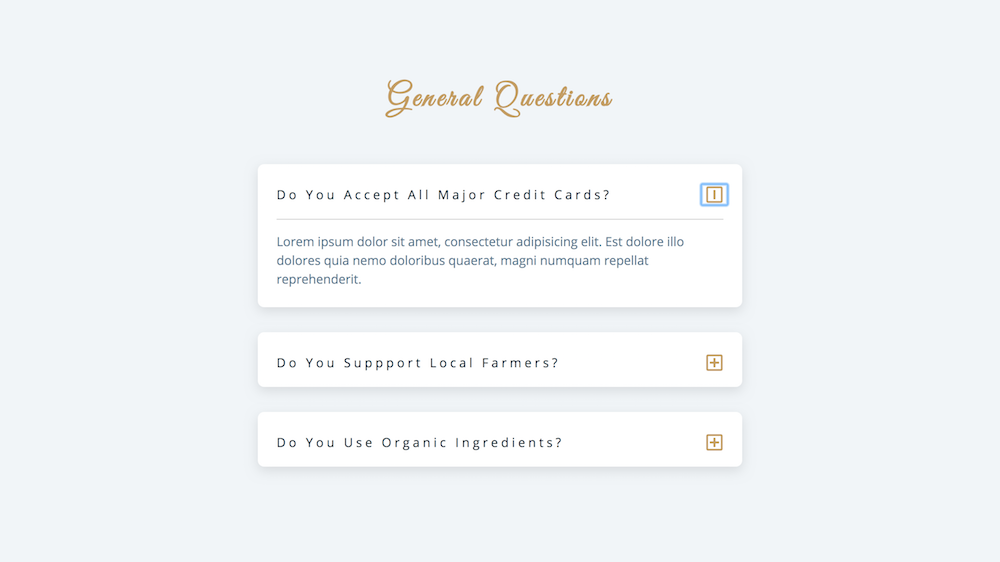 General Questions
Do You Accept All Major Credit Cards?
Lorem ipsum dolor sit amet, consectetur adipisicing elit. Est dolore illo
dolores quia nemo doloribus quaerat, magni numquam repellat
reprehenderit.
Do You Suppport Local Farmers?
Do You Use Organic Ingredients?